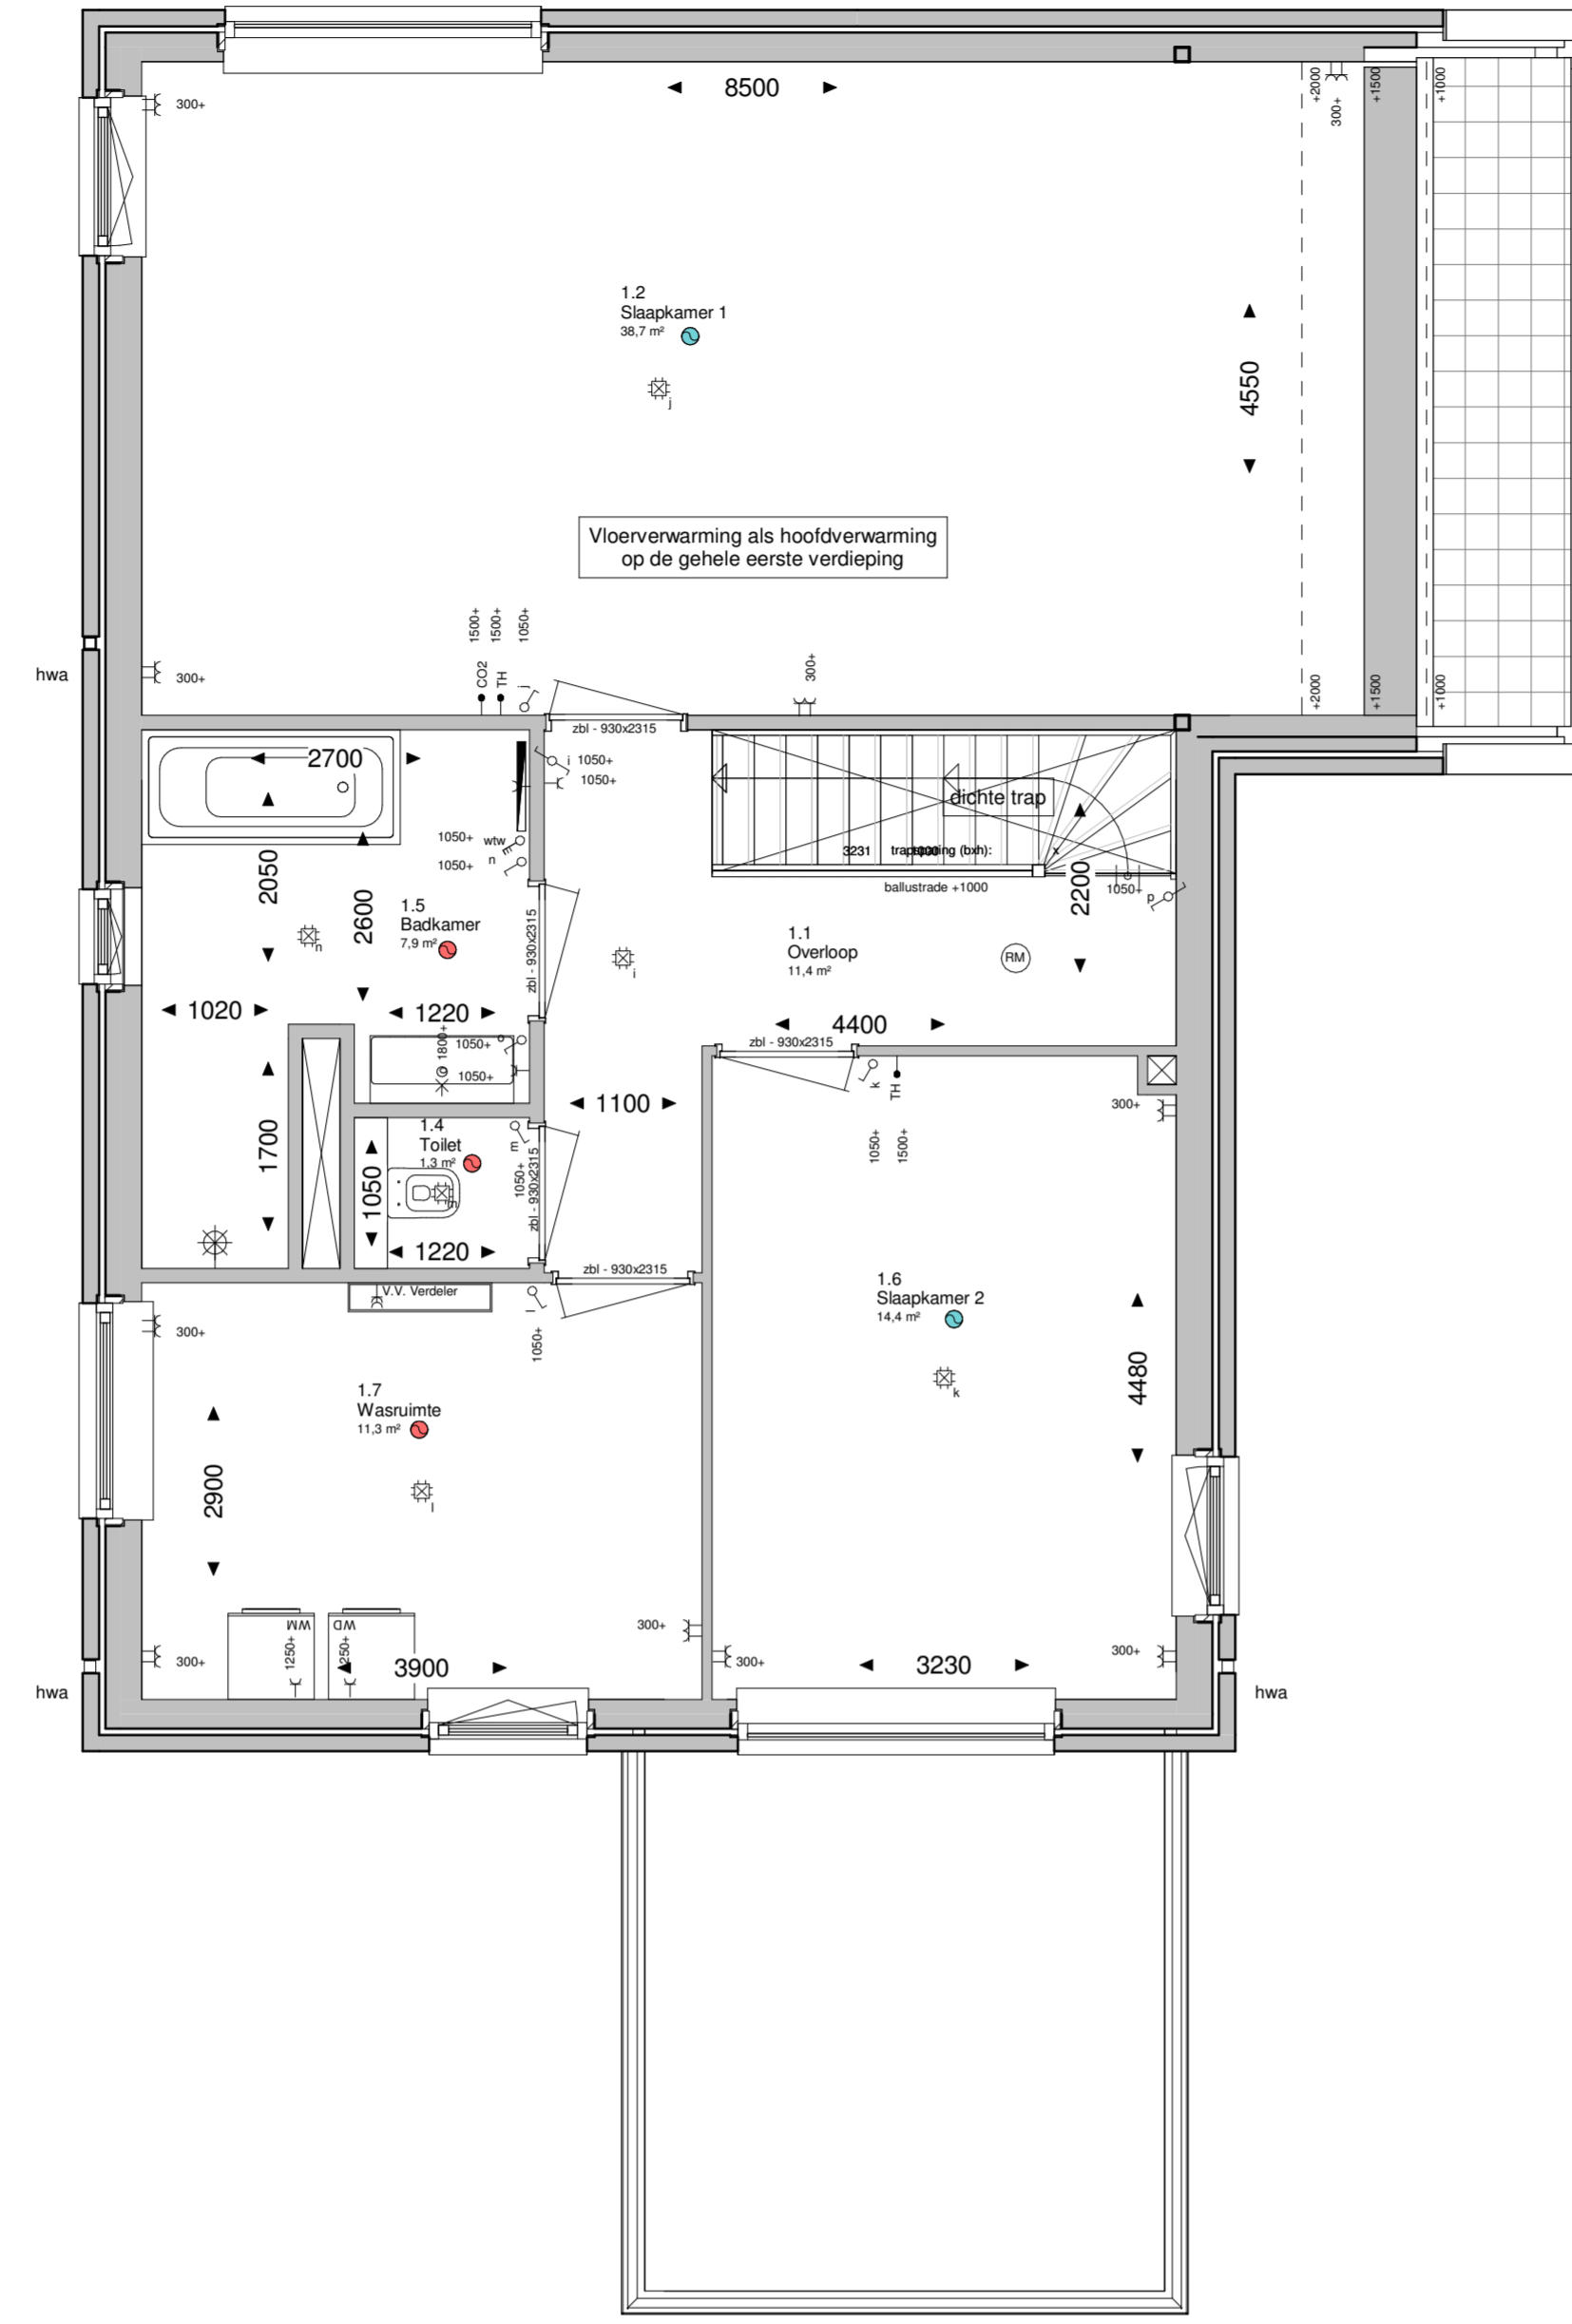 8500
300+
+2000
300+
+1500
+1000
1.2
Slaapkamer 1
38,7 m²
j
4550
Vloerverwarming als hoofdverwarming
op de gehele eerste verdieping
1500+
1500+
1050+
CO2
TH
j
300+
hwa
300+
+2000
+1500
+1000
zbl - 930x2315
2700
i 1050+
1050+
dichte trap
1050+ wtw
1050+ n
3231
trapsparing (bxh):
x
ballustrade +1000
1050+
p
2050
2600
2200
1.5
Badkamer
7,9 m²
n
zbl - 930x2315
i
1.1
Overloop
11,4 m²
RM
1020
1220
4400
1800+
1050+
1050+
zbl - 930x2315
k
TH
1050+
1500+
300+
1100
1700
1.4
Toilet
1.3 m²
m
m
1050+
zbl - 930x2315
1050
1220
zbl - 930x2315
V.V. Verdeler
l
1050+
300+
1.6
Slaapkamer 2
14,4 m²
k
4480
1.7
Wasruimte
11,3 m²
l
2900
WM
WD
1250+
250+
300+
3900
300+
300+
3230
300+
hwa
hwa